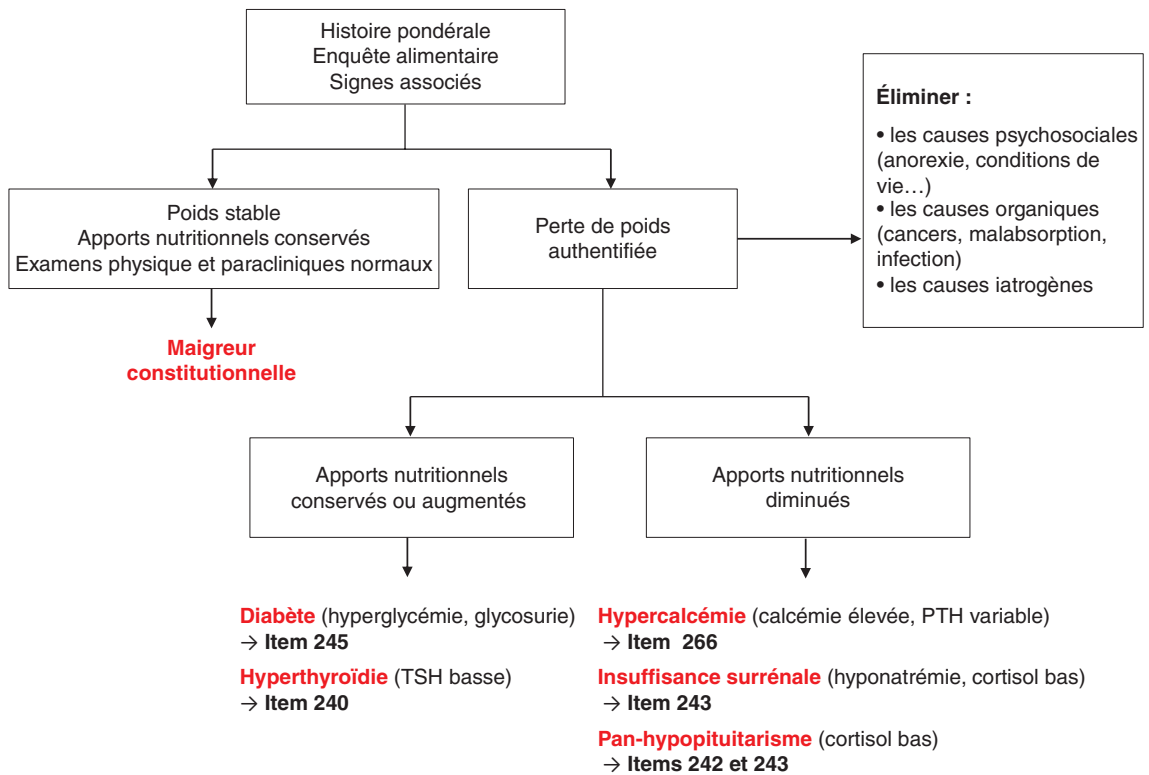 Histoire pondérale
Enquête alimentaire
Signes associés
Éliminer :
• les causes psychosociales
(anorexie, conditions de
vie…)
• les causes organiques
(cancers, malabsorption,
infection)
• les causes iatrogènes
Poids stable
Apports nutritionnels conservés
Examens physique et paracliniques normaux
Perte de poids
authentifiée
Maigreur
constitutionnelle
Apports nutritionnels
conservés ou augmentés
Apports nutritionnels
diminués
Diabète (hyperglycémie, glycosurie)
→ Item 245
Hyperthyroïdie (TSH basse)
→ Item 240
Hypercalcémie (calcémie élevée, PTH variable)
→ Item 266
Insuffisance surrénale (hyponatrémie, cortisol bas)
→ Item 243
Pan-hypopituitarisme (cortisol bas)
→ Items 242 et 243